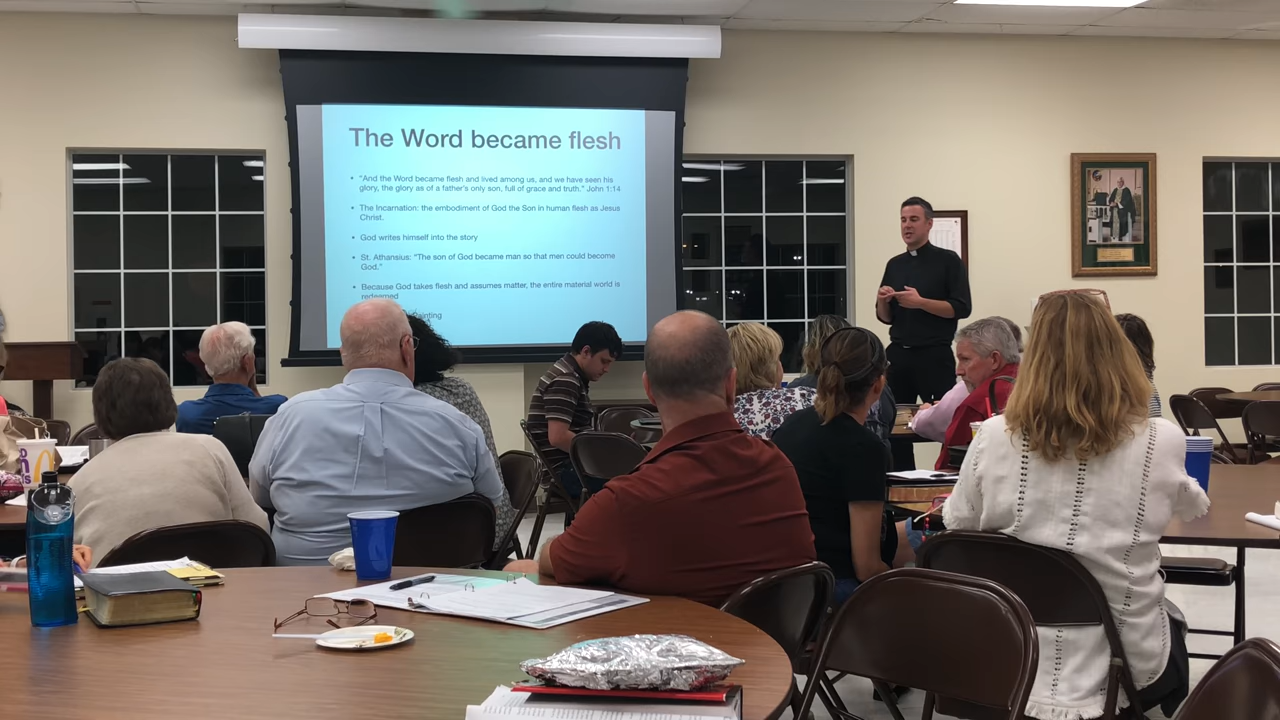 The Word became flesh
• "And the Word became flesh and lived among us, and we have seen his
glory, the glory as of a father's only son, full of grace and truth." John 1:14
• The Incarnation: the embodiment of God the Son in human flesh as Jesus
Christ.
• God writes himself into the story
• St. Athansius: "The son of God became man so that men could become
God."
• Because God takes flesh and assumes matter, the entire material world is
redeemed